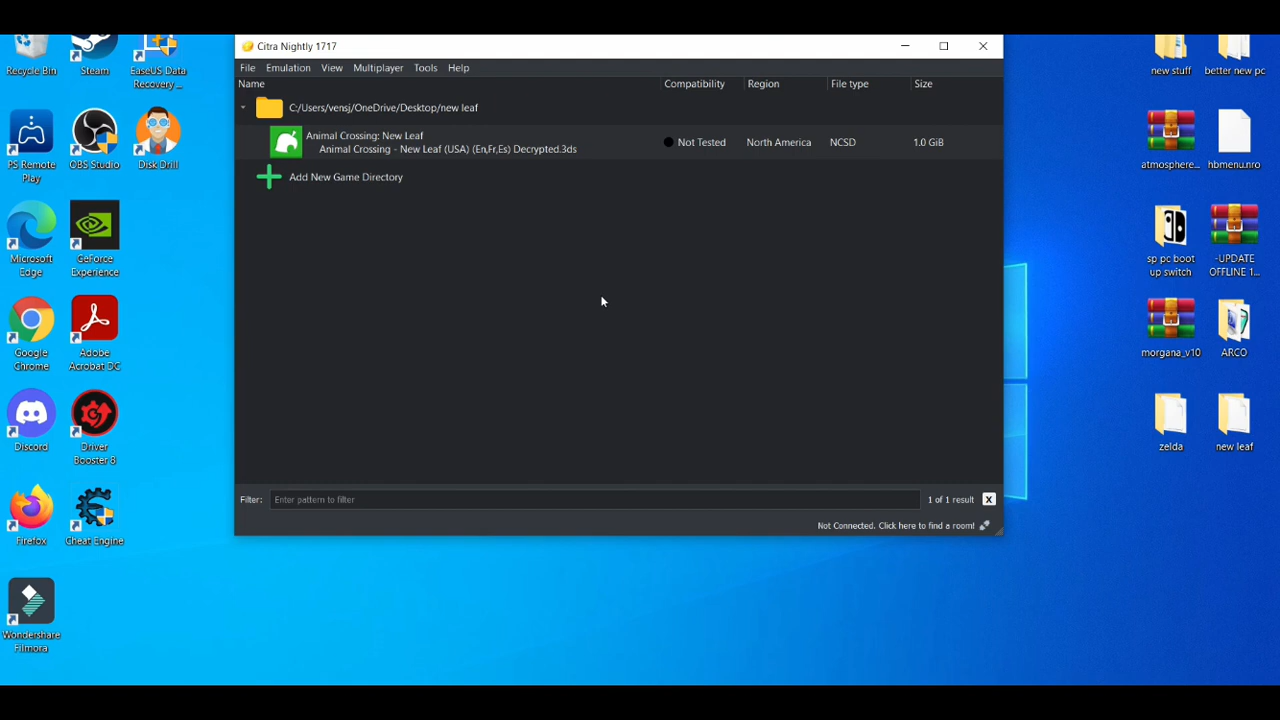 Citra Nightly 1717
File Emulation View Multiplayer Tools Help
Name Compatibility Region File type Size
C:/Users/vensj/OneDrive/Desktop/new leaf
Animal Crossing: New Leaf
Animal Crossing - New Leaf (USA) (En,Fr,Es) Decrypted.3ds
Not Tested North America NCSD 1.0 GiB
Add New Game Directory
Filter: Enter pattern to filter 1 of 1 result X
Not Connected. Click here to find a room!
Recycle Bin
Steam
EaseUS Data
Recovery ...
PS Remote
Play
OBS Studio
Disk Drill
Microsoft
Edge
GeForce
Experience
Google
Chrome
Adobe
Acrobat DC
Discord
Driver
Booster 8
Firefox
Cheat Engine
Wondershare
Filmora
new stuff
better new pc
atmosphere...
hbmenu.nro
sp pc boot
up switch
-UPDATE
OFFLINE 1...
morgana_v10
ARCO
zelda
new leaf